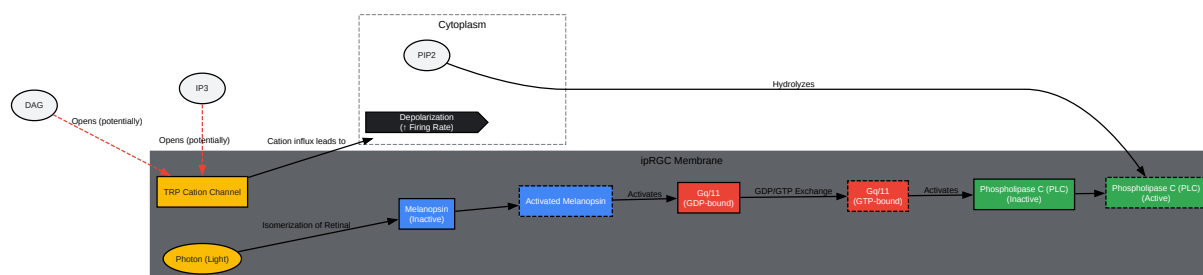 Cytoplasm
PIP2
Hydrolyzes
IP3
DAG
Opens (potentially)
Opens (potentially)
Depolarization
(↑ Firing Rate)
Cation influx leads to
ipRGC Membrane
TRP Cation Channel
Isomerization of Retinal
Photon (Light)
Melanopsin
(Inactive)
Activated Melanopsin
Activates
Gq/11
(GDP-bound)
GDP/GTP Exchange
Gq/11
(GTP-bound)
Activates
Phospholipase C (PLC)
(Inactive)
Phospholipase C (PLC)
(Active)